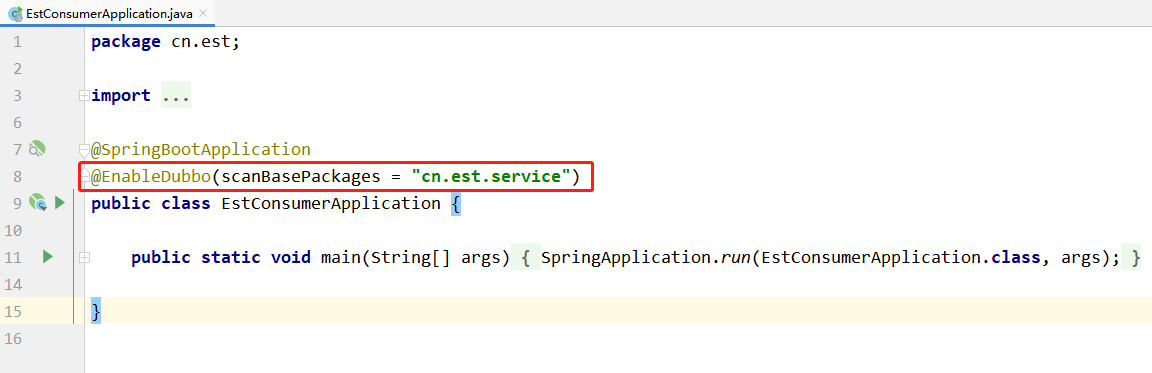 EstConsumerApplication.java
1 package cn.est;
2
3 import ...
6
7 @SpringBootApplication
8 @EnableDubbo(scanBasePackages = "cn.est.service")
9 public class EstConsumerApplication {
10
11 public static void main(String[] args) { SpringApplication.run(EstConsumerApplication.class, args); }
14
15 }
16